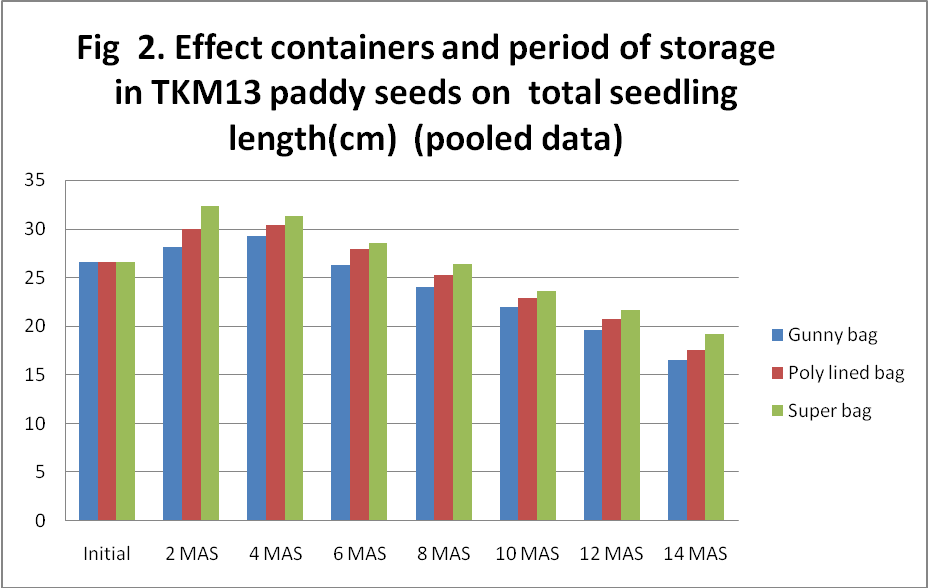 Fig 2. Effect containers and period of storage
in TKM13 paddy seeds on total seedling
length(cm) (pooled data)
35
30
25
20
15
10
5
0
Initial 2 MAS 4 MAS 6 MAS 8 MAS 10 MAS 12 MAS 14 MAS
Gunny bag
Poly lined bag
Super bag